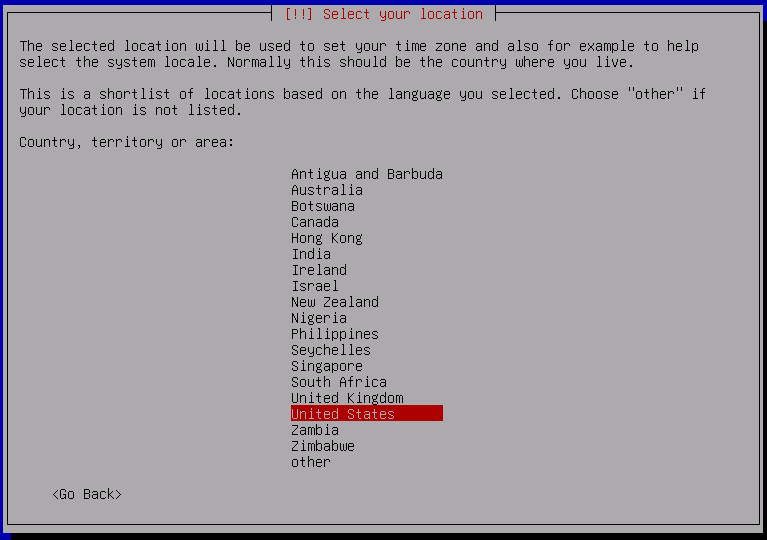 [!!] Select your location
The selected location will be used to set your time zone and also for example to help
select the system locale. Normally this should be the country where you live.
This is a shortlist of locations based on the language you selected. Choose "other" if
your location is not listed.
Country, territory or area:
Antigua and Barbuda
Australia
Botswana
Canada
Hong Kong
India
Ireland
Israel
New Zealand
Nigeria
Philippines
Seychelles
Singapore
South Africa
United Kingdom
United States
Zambia
Zimbabwe
other
<Go Back>